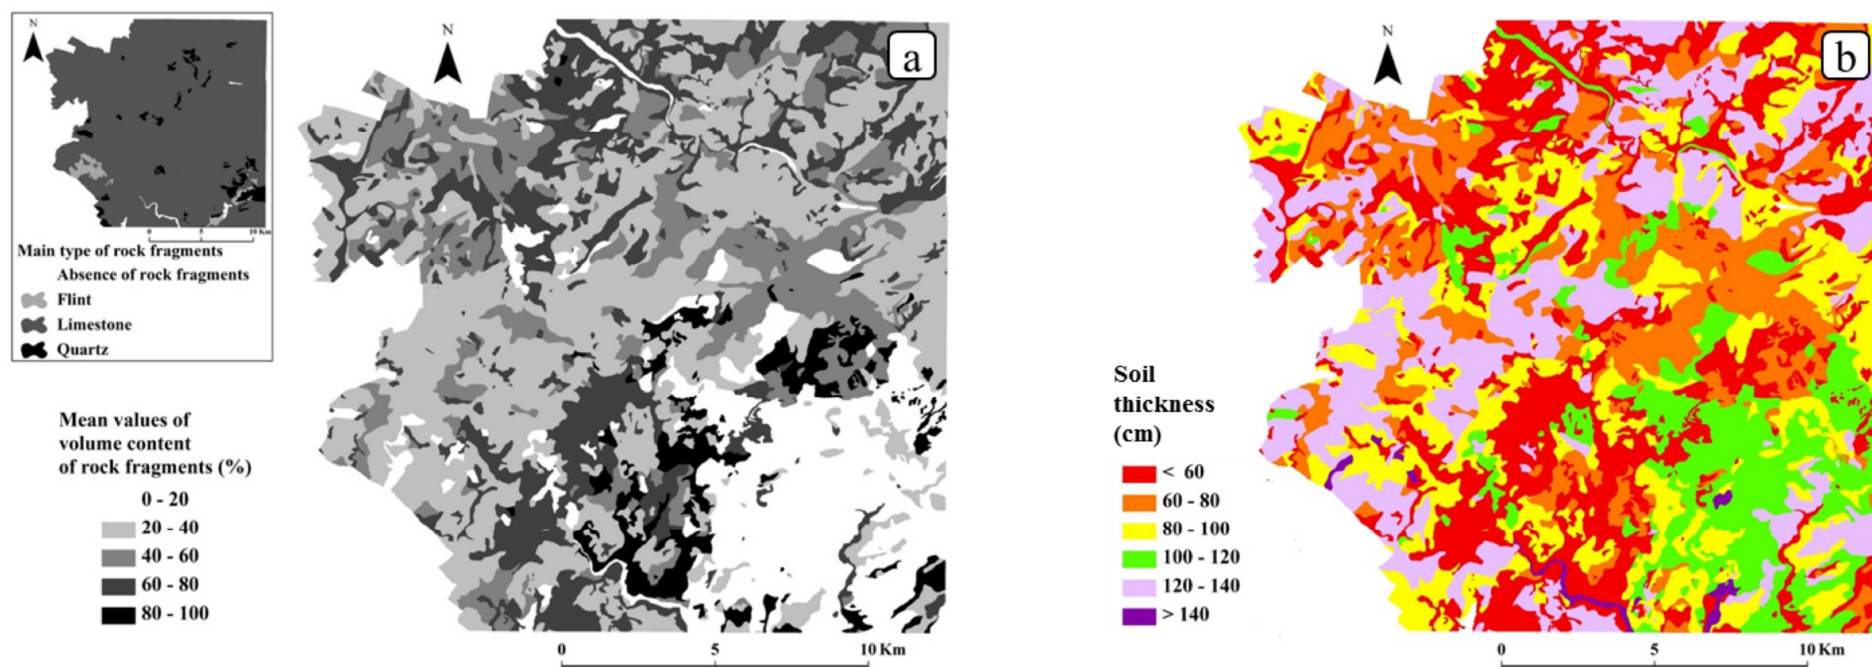 N
0 5 10 Km
Main type of rock fragments
Absence of rock fragments
Flint
Limestone
Quartz
Mean values of
volume content
of rock fragments (%)
0 - 20
20 - 40
40 - 60
60 - 80
80 - 100
N
a
0 5 10 Km
N
b
Soil
thickness
(cm)
< 60
60 - 80
80 - 100
100 - 120
120 - 140
> 140
0 5 10 Km